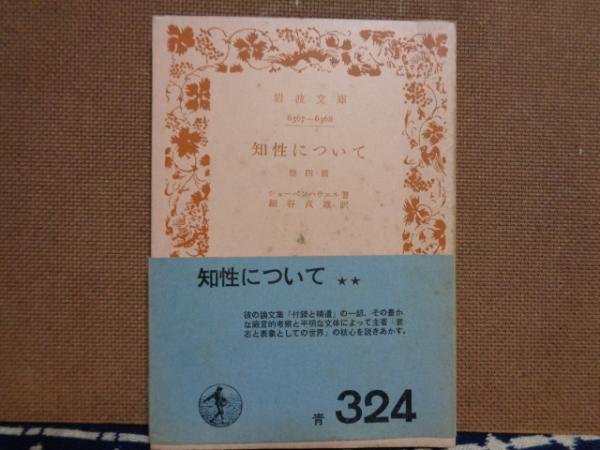 岩波文庫
6367—6368
知性について
他四篇
ショーペンハウエル著
細谷貞雄訳
知性について ★★
彼の論文集「付録と補遺」の一部、その豊か
な箴言的考察と平明な文体によって主著「意
志と表象としての世界」の核心を説きあかす。
青 324